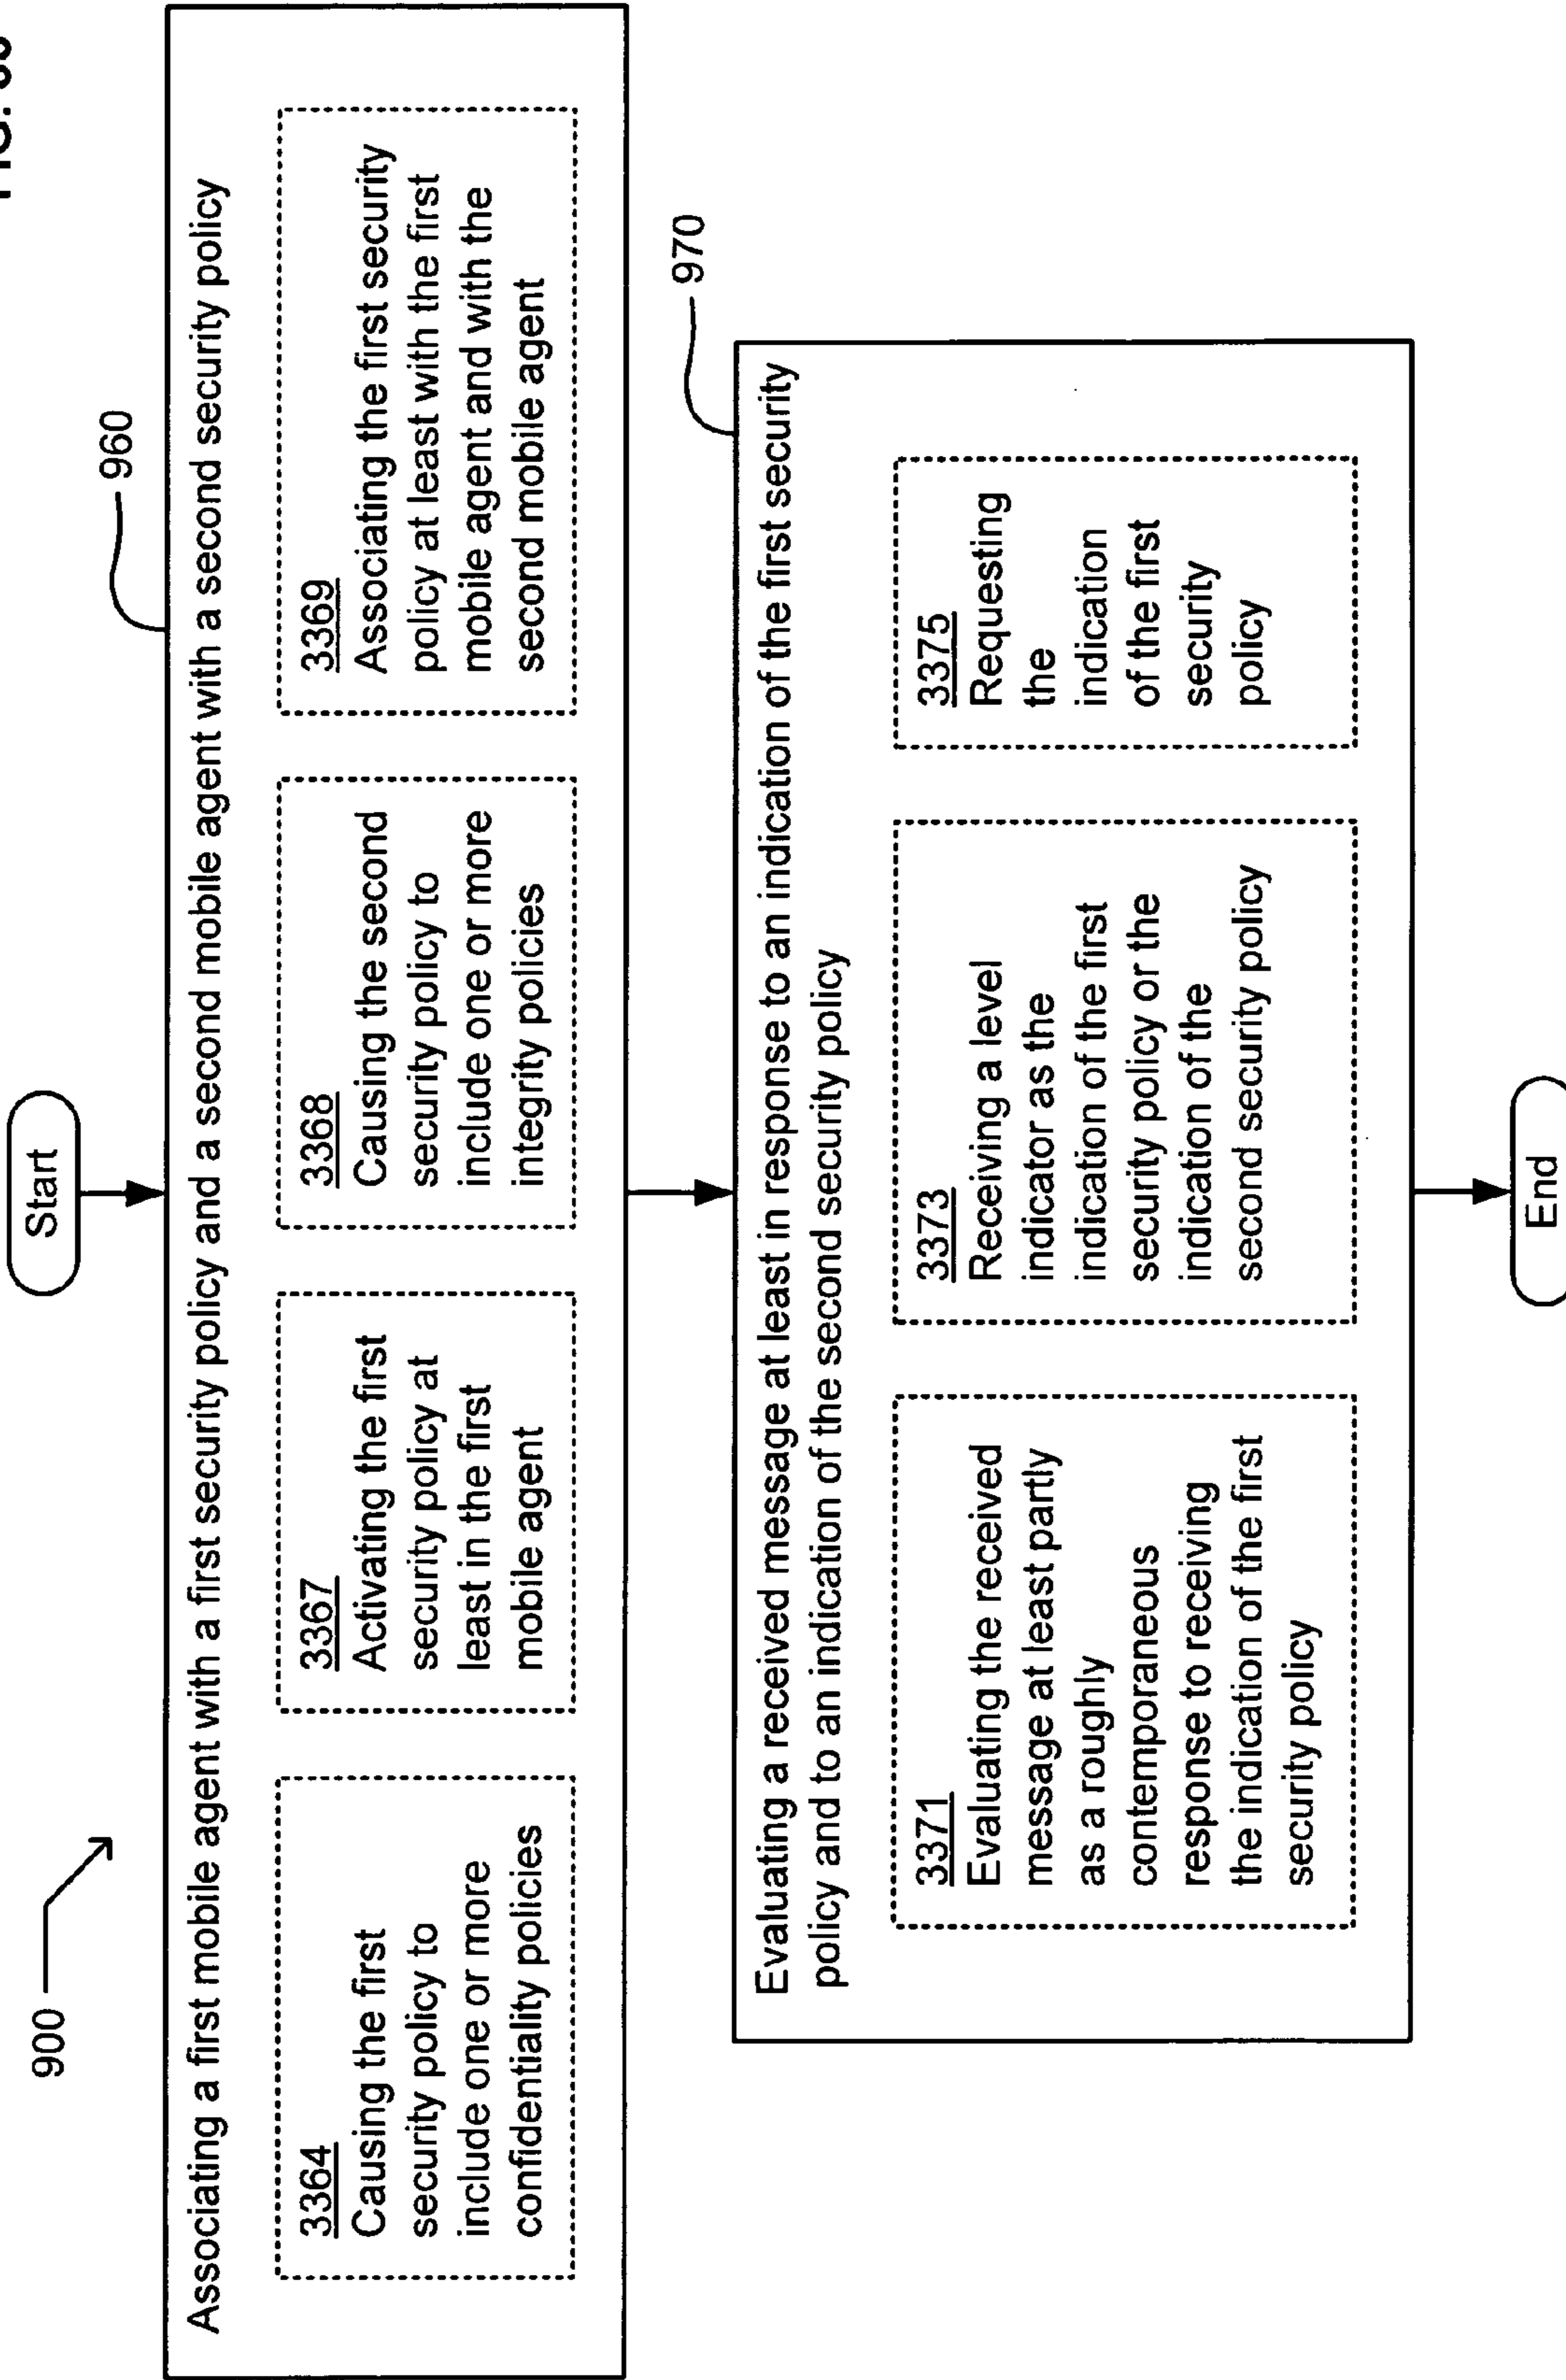 FIG.
900
Start
960
Associating a first mobile agent with a first security policy and a second mobile agent with a second security policy
3364
Causing the first
security policy to
include one or more
confidentiality policies
3367
Activating the first
security policy at
least in the first
mobile agent
3368
Causing the second
security policy to
include one or more
integrity policies
3369
Associating the first security
policy at least with the first
mobile agent and with the
second mobile agent
970
Evaluating a received message at least in response to an indication of the first security
policy and to an indication of the second security policy
3371
Evaluating the received
message at least partly
as a roughly
contemporaneous
response to receiving
the indication of the first
security policy
3373
Receiving a level
indicator as the
indication of the first
security policy or the
indication of the
second security policy
3375
Requesting
the
indication
of the first
security
policy
End